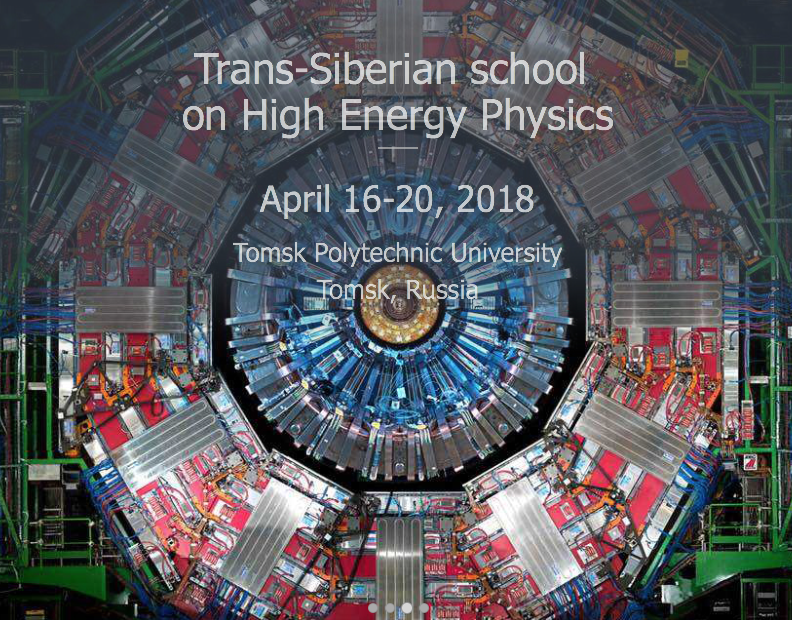 Trans-Siberian school
on High Energy Physics
April 16-20, 2018
Tomsk Polytechnic University
Tomsk, Russia